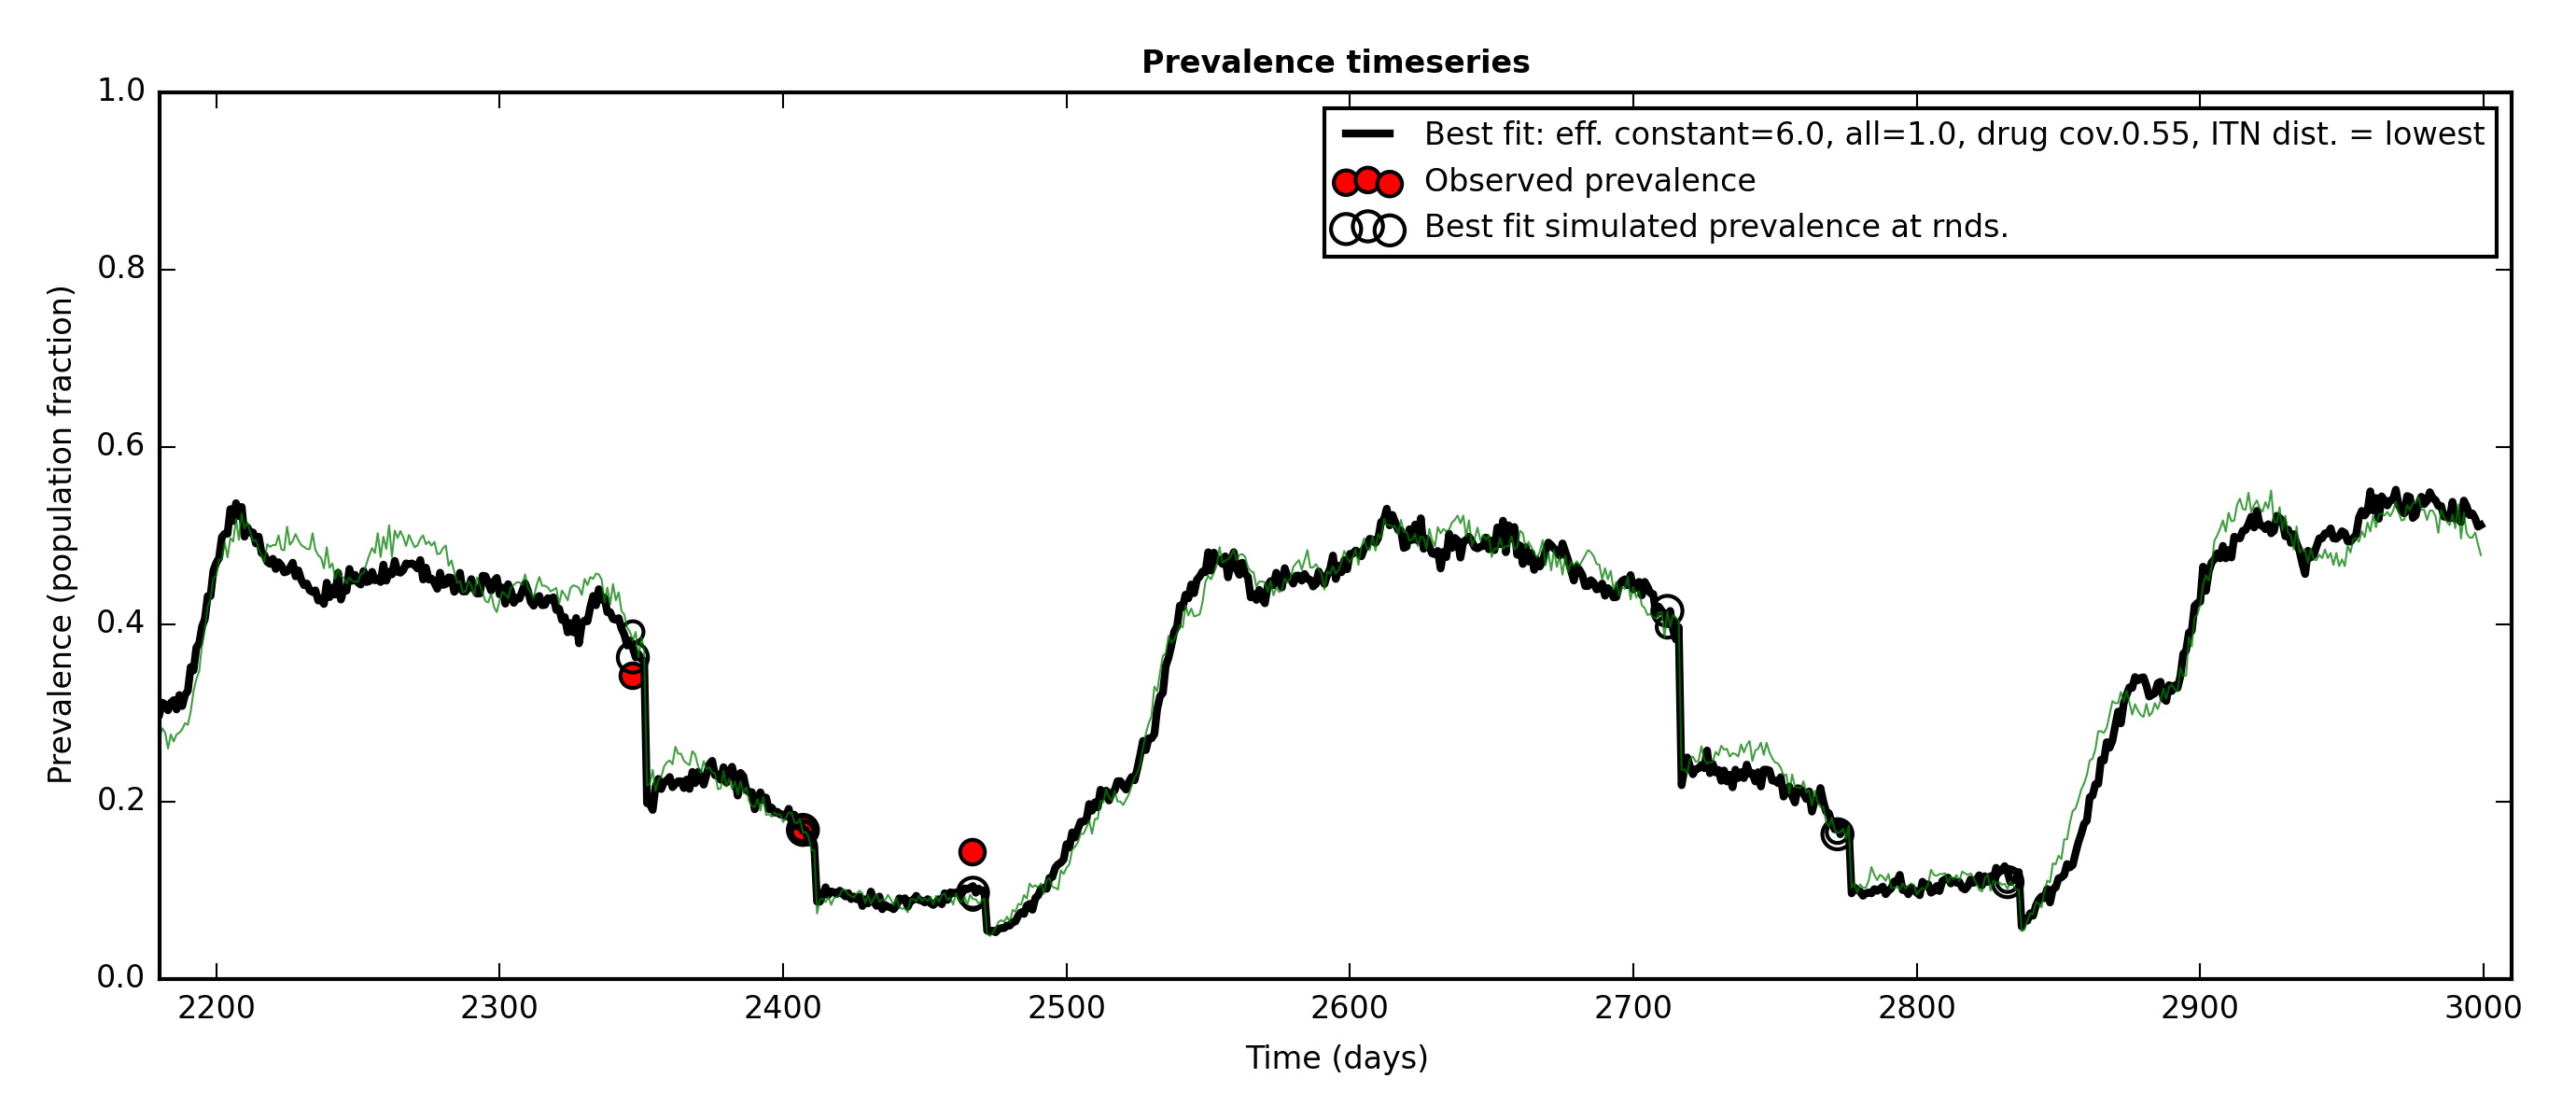 Prevalence timeseries
1.0
0.8
0.6
0.4
0.2
0.0
Prevalence (population fraction)
Best fit: eff. constant=6.0, all=1.0, drug cov.0.55, ITN dist. = lowest
Observed prevalence
Best fit simulated prevalence at rnds.
2200 2300 2400 2500 2600 2700 2800 2900 3000
Time (days)